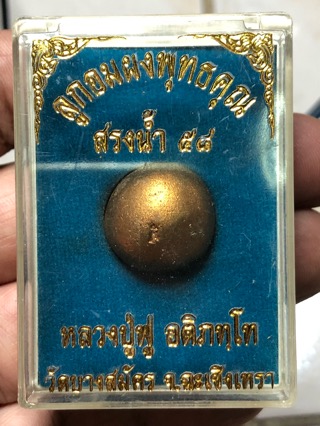 ลูกอมผงพุทธคุณ
สรงน้ำ ๕๘
หลวงปู่ฟู อติภทฺโท
วัดบางสมัคร จ.ฉะเชิงเทรา